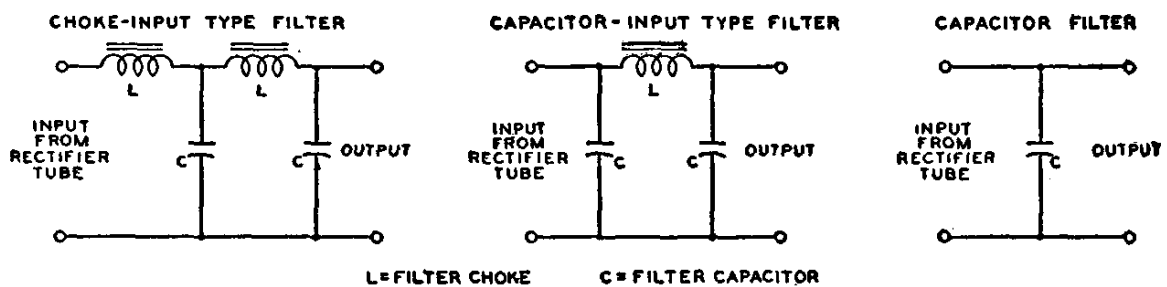 CHOKE-INPUT TYPE FILTER
L
L
INPUT
FROM
RECTIFIER
TUBE
C
C
OUTPUT
CAPACITOR-INPUT TYPE FILTER
L
INPUT
FROM
RECTIFIER
TUBE
C
C
OUTPUT
CAPACITOR FILTER
INPUT
FROM
RECTIFIER
TUBE
C
OUTPUT
L=FILTER CHOKE
C=FILTER CAPACITOR